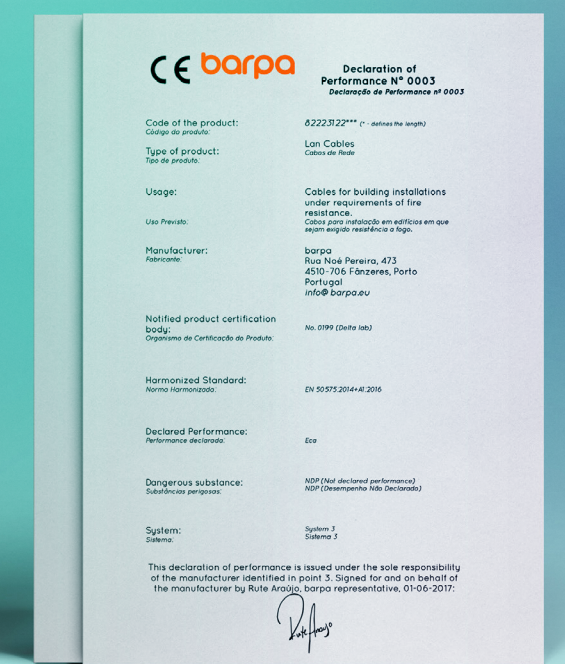 CE barpa
Declaration of
Performance Nº 0003
Declaração de Performance nº 0003
Code of the product: 82223122*** (* - defines the length)
Código do produto:
Type of product: Lan Cables
Tipo de produto: Cabos de Rede
Usage: Cables for building installations
under requirements of fire
resistance.
Uso Previsto: Cabos para instalação em edifícios em que
sejam exigido resistência a fogo.
Manufacturer: barpa
Fabricante: Rua Noé Pereira, 473
4510-706 Fânzeres, Porto
Portugal
info@barpa.eu
Notified product certification
body: No. 0199 (Delta lab)
Organismo de Certificação do Produto:
Harmonized Standard:
Norma Harmonizada: EN 50575:2014+A1:2016
Declared Performance:
Performance declarada: Eca
Dangerous substance: NDP (Not declared performance)
Substâncias perigosas: NDP (Desempenho Não Declarado)
System: System 3
Sistema: Sistema 3
This declaration of performance is issued under the sole responsibility
of the manufacturer identified in point 3. Signed for and on behalf of
the manufacturer by Rute Araújo, barpa representative, 01-06-2017:
Rute Araujo